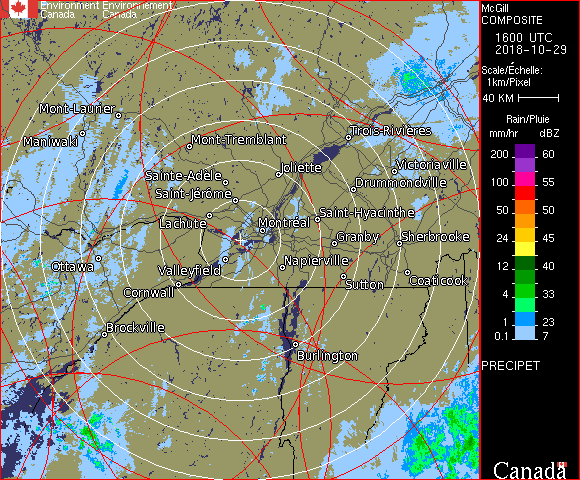 Environment Environnement
Canada Canada
McGill
COMPOSITE
1600 UTC
2018-10-29
Scale/Échelle:
1km/Pixel
40 KM
Rain/Pluie
mm/hr dBZ
200 60
150 55
100 55
50 50
24 45
12 40
4 33
1 23
0.1 7
PRECIPET
Canada
Mont-Laurier
Maniwaki
Mont-Tremblant
Trois-Rivières
Joliette
Victoriaville
Sainte-Adèle
Drummondville
Saint-Jérôme
Saint-Hyacinthe
Lachute
Montréal
Granby
Sherbrooke
Ottawa
Valleyfield
Napierville
Cornwall
Sutton
Coaticook
Brockville
Burlington